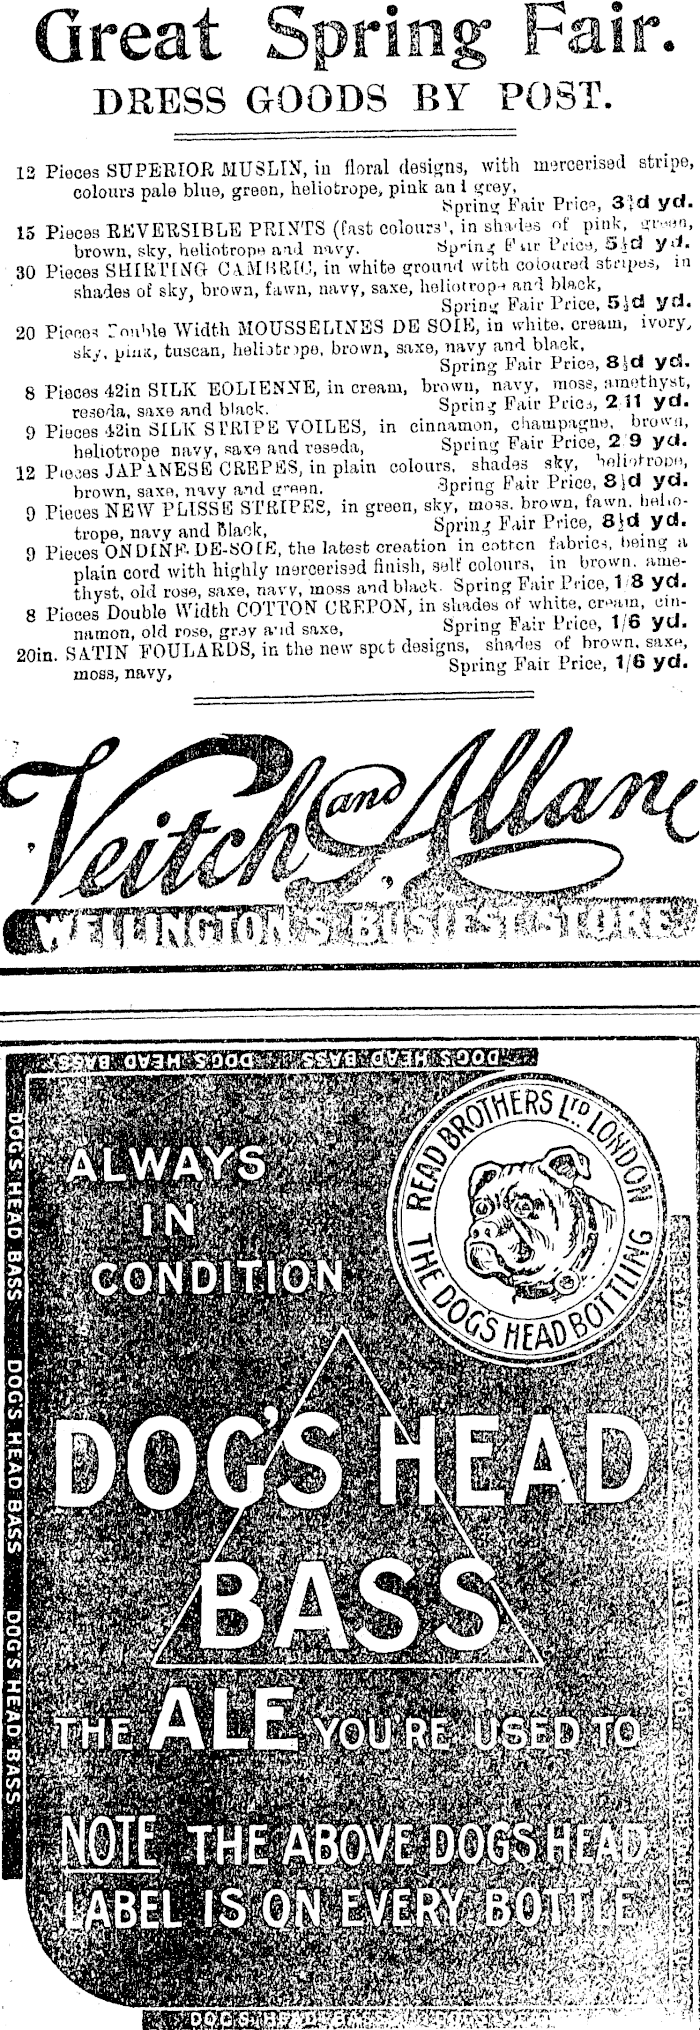 Great Spring Fair.
DRESS GOODS BY POST.
12 Pieces SUPERIOR MUSLIN, in floral designs, with mercerised stripe,
colours pale blue, green, heliotrope, pink and grey,
Spring Fair Price, 3¾d yd.
15 Pieces REVERSIBLE PRINTS (fast colours), in shades of pink, green,
brown, sky, heliotrope and navy. Spring Fair Price, 5½d yd.
30 Pieces SHIRTING CAMBRIC, in white ground with coloured stripes, in
shades of sky, brown, fawn, navy, saxe, heliotrope and black,
Spring Fair Price, 5½d yd.
20 Pieces Double Width MOUSSELINES DE SOIE, in white, cream, ivory,
sky, pink, tuscan, heliotrope, brown, saxe, navy and black,
Spring Fair Price, 8½d yd.
8 Pieces 42in SILK EOLIENNE, in cream, brown, navy, moss, amethyst,
reseda, saxe and black. Spring Fair Price, 2/11 yd.
9 Pieces 42in SILK STRIPE VOILES, in cinnamon, champagne, brown,
heliotrope navy, saxe and reseda, Spring Fair Price, 2/9 yd.
12 Pieces JAPANESE CREPES, in plain colours, shades sky, heliotrope,
brown, saxe, navy and green. Spring Fair Price, 8½d yd.
9 Pieces NEW PLISSE STRIPES, in green, sky, moss, brown, fawn, helio-
trope, navy and Black, Spring Fair Price, 8½d yd.
9 Pieces ONDINE-DE-SOIE, the latest creation in cotton fabrics, being a
plain cord with highly mercerised finish, self colours, in brown, ame-
thyst, old rose, saxe, navy, moss and black. Spring Fair Price, 1/8 yd.
8 Pieces Double Width COTTON CREPON, in shades of white, cream, cin-
namon, old rose, gray and saxe, Spring Fair Price, 1/6 yd.
20in. SATIN FOULARDS, in the new spot designs, shades of brown, saxe,
moss, navy, Spring Fair Price, 1/6 yd.
Veitch and Allan
WELLINGTON'S BUSIEST STORE.
DOG'S HEAD BASS DOG'S HEAD BASS DOG'S
DOG'S HEAD BASS DOG'S HEAD BASS DOG'S HEAD BASS
READ BROTHERS LTD LONDON
THE DOGS HEAD BOTTLING
ALWAYS
IN
CONDITION
DOG'S HEAD
BASS
THE ALE YOU'RE USED TO
NOTE THE ABOVE DOGS HEAD
LABEL IS ON EVERY BOTTLE
DOG'S HEAD BASS